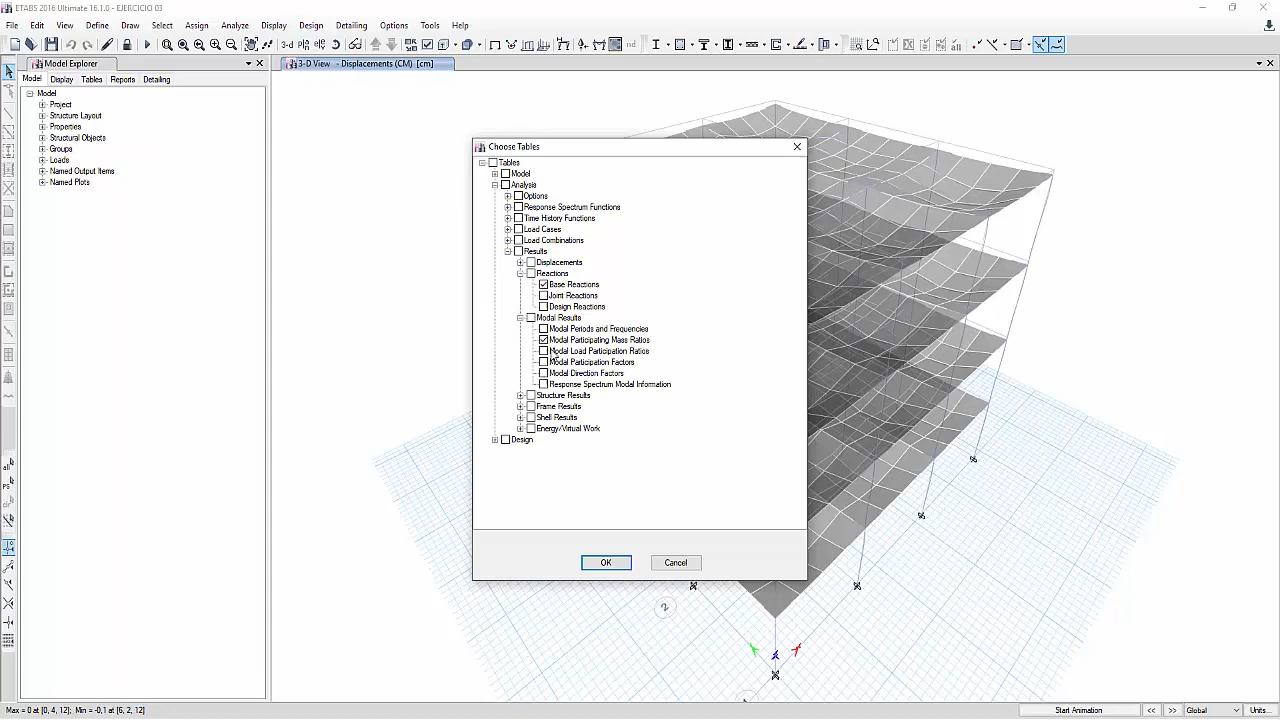 ETABS 2016 Ultimate 16.1.0 - EJERCICIO 03
File Edit View Define Draw Select Assign Analyze Display Design Detailing Options Tools Help
3-d
nd
Model Explorer
3-D View - Displacements (CM) [cm]
Model Display Tables Reports Detailing
Model
Project
Structure Layout
Properties
Structural Objects
Groups
Loads
Named Output Items
Named Plots
all
PS
clr
Choose Tables
Tables
Model
Analysis
Options
Response Spectrum Functions
Time History Functions
Load Cases
Load Combinations
Results
Displacements
Reactions
Base Reactions
Joint Reactions
Design Reactions
Modal Results
Modal Periods and Frequencies
Modal Participating Mass Ratios
Modal Load Participation Ratios
Modal Participation Factors
Modal Direction Factors
Response Spectrum Modal Information
Structure Results
Frame Results
Shell Results
Energy/Virtual Work
Design
OK Cancel
2
Max = 0 at [0, 4, 12]; Min = -0,1 at [6, 2, 12]
Start Animation << >> Global Units...